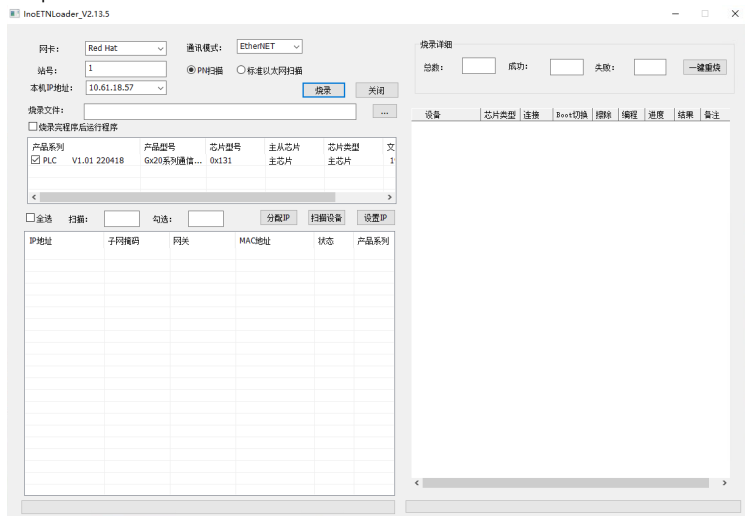 InoETNLoader_V2.13.5
网卡: Red Hat 通讯模式: EtherNET
站号: 1 PN扫描 标准以太网扫描
本机IP地址: 10.61.18.57 烧录 关闭
烧录文件: ...
烧录完程序后运行程序
产品系列 产品型号 芯片型号 主从芯片 芯片类型 文
PLC V1.01 220418 Gx20系列通信... 0x131 主芯片 主芯片
全选 扫描: 勾选: 分配IP 扫描设备 设置IP
IP地址 子网掩码 网关 MAC地址 状态 产品系列
烧录详细
总数: 成功: 失败: 一键重烧
设备 芯片类型 连接 Boot切换 擦除 编程 进度 结果 备注